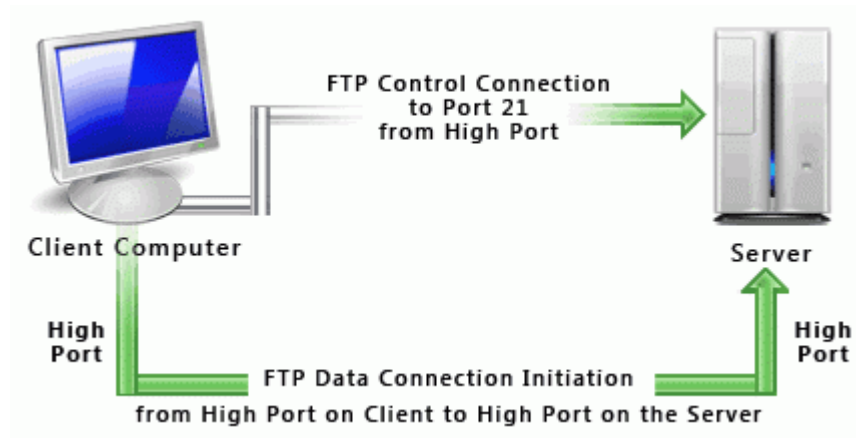 FTP Control Connection
to Port 21
from High Port
Client Computer
Server
High
Port
High
Port
FTP Data Connection Initiation
from High Port on Client to High Port on the Server